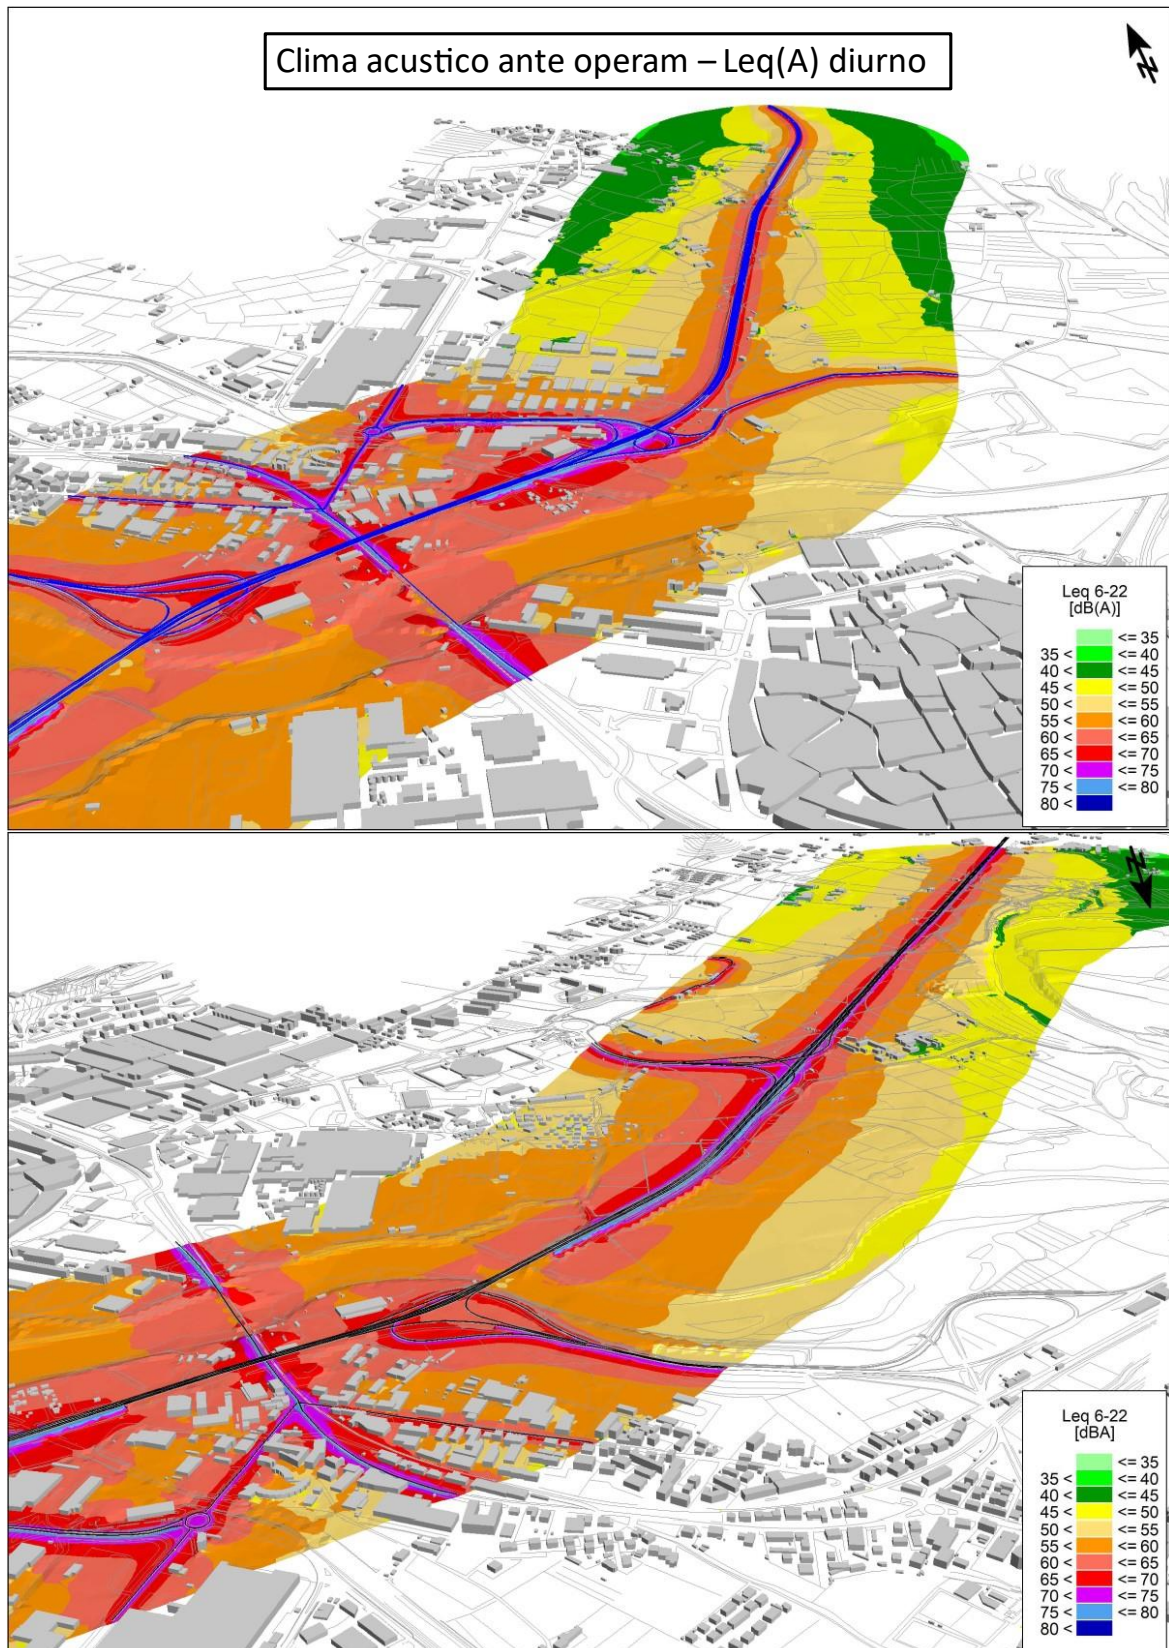 Clima acustico ante operam – Leq(A) diurno
N
Leq 6-22
[dB(A)]
<= 35
35 < <= 40
40 < <= 45
45 < <= 50
50 < <= 55
55 < <= 60
60 < <= 65
65 < <= 70
70 < <= 75
75 < <= 80
80 <
N
Leq 6-22
[dBA]
<= 35
35 < <= 40
40 < <= 45
45 < <= 50
50 < <= 55
55 < <= 60
60 < <= 65
65 < <= 70
70 < <= 75
75 < <= 80
80 <